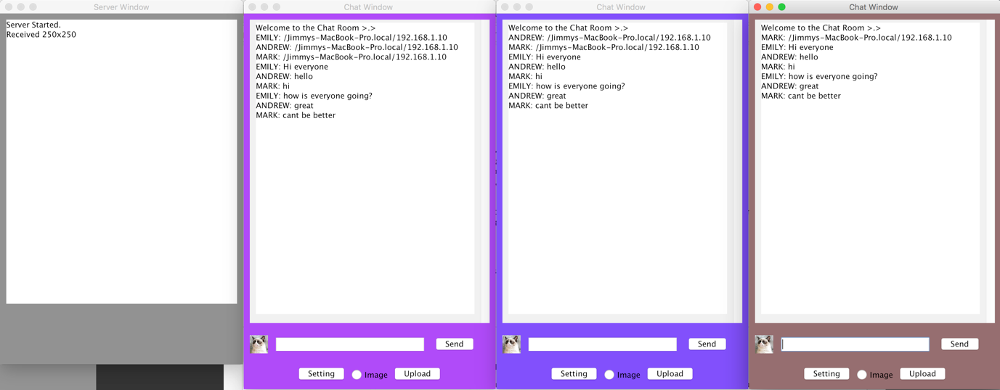 Server Window
Server Started.
Received 250x250
Chat Window
Welcome to the Chat Room >.>
EMILY: /Jimmys-MacBook-Pro.local/192.168.1.10
ANDREW: /Jimmys-MacBook-Pro.local/192.168.1.10
MARK: /Jimmys-MacBook-Pro.local/192.168.1.10
EMILY: Hi everyone
ANDREW: hello
MARK: hi
EMILY: how is everyone going?
ANDREW: great
MARK: cant be better
Send
Setting
Image
Upload
Chat Window
Welcome to the Chat Room >.>
ANDREW: /Jimmys-MacBook-Pro.local/192.168.1.10
MARK: /Jimmys-MacBook-Pro.local/192.168.1.10
EMILY: Hi everyone
ANDREW: hello
MARK: hi
EMILY: how is everyone going?
ANDREW: great
MARK: cant be better
Send
Setting
Image
Upload
Chat Window
Welcome to the Chat Room >.>
MARK: /Jimmys-MacBook-Pro.local/192.168.1.10
EMILY: Hi everyone
ANDREW: hello
MARK: hi
EMILY: how is everyone going?
ANDREW: great
MARK: cant be better
Send
Setting
Image
Upload